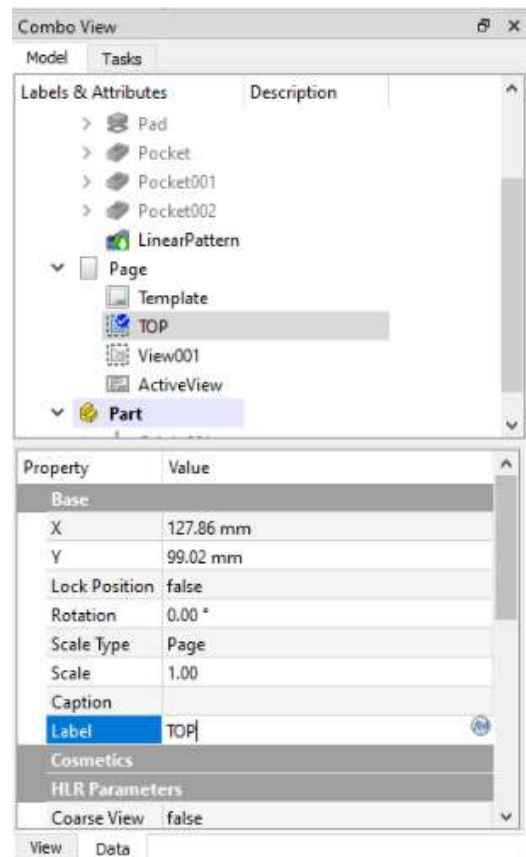 Combo View
Model Tasks
Labels & Attributes Description
Pad
Pocket
Pocket001
Pocket002
LinearPattern
Page
Template
TOP
View001
ActiveView
Part
Property Value
Base
X 127.86 mm
Y 99.02 mm
Lock Position false
Rotation 0.00 °
Scale Type Page
Scale 1.00
Caption
Label TOP
Cosmetics
HLR Parameters
Coarse View false
View Data